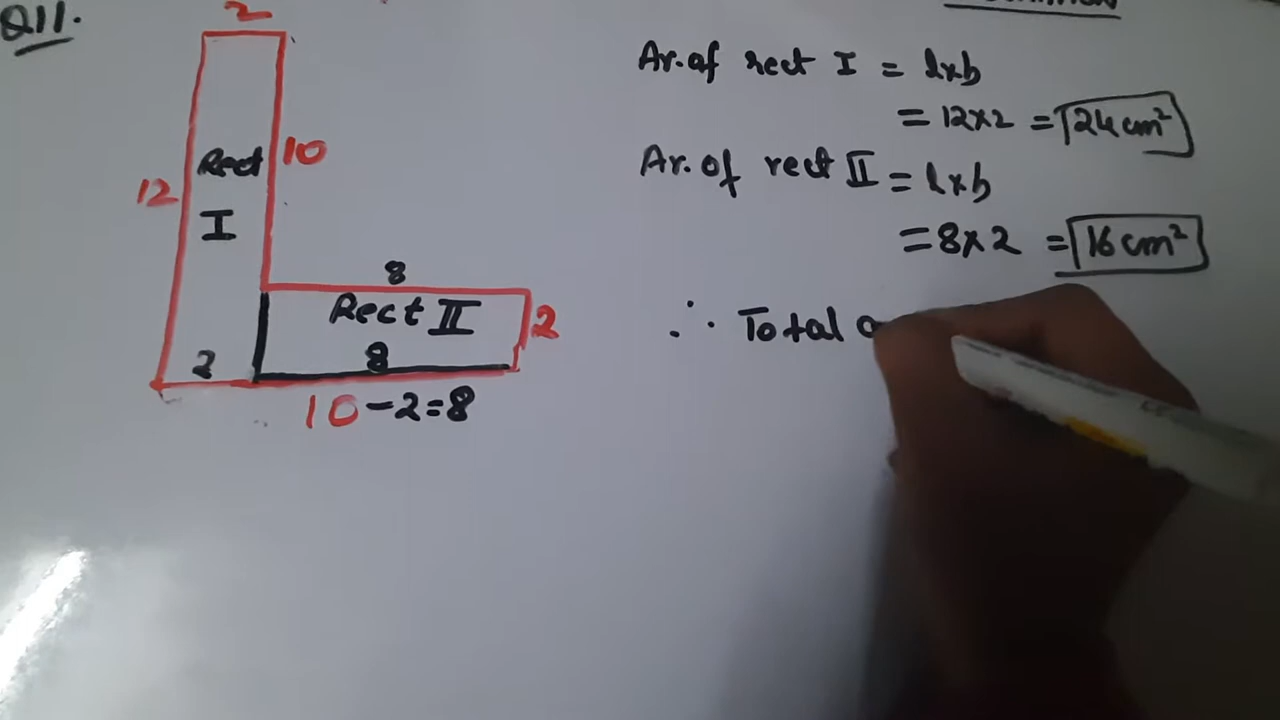 Q11.
2
Ar. of rect I = l×b
= 12×2 = 24 cm²
Rect
10
12
I
Ar. of rect II = l×b
= 8×2 = 16 cm²
8
Rect II
2
8
2
10 -2=8
∴ Total a